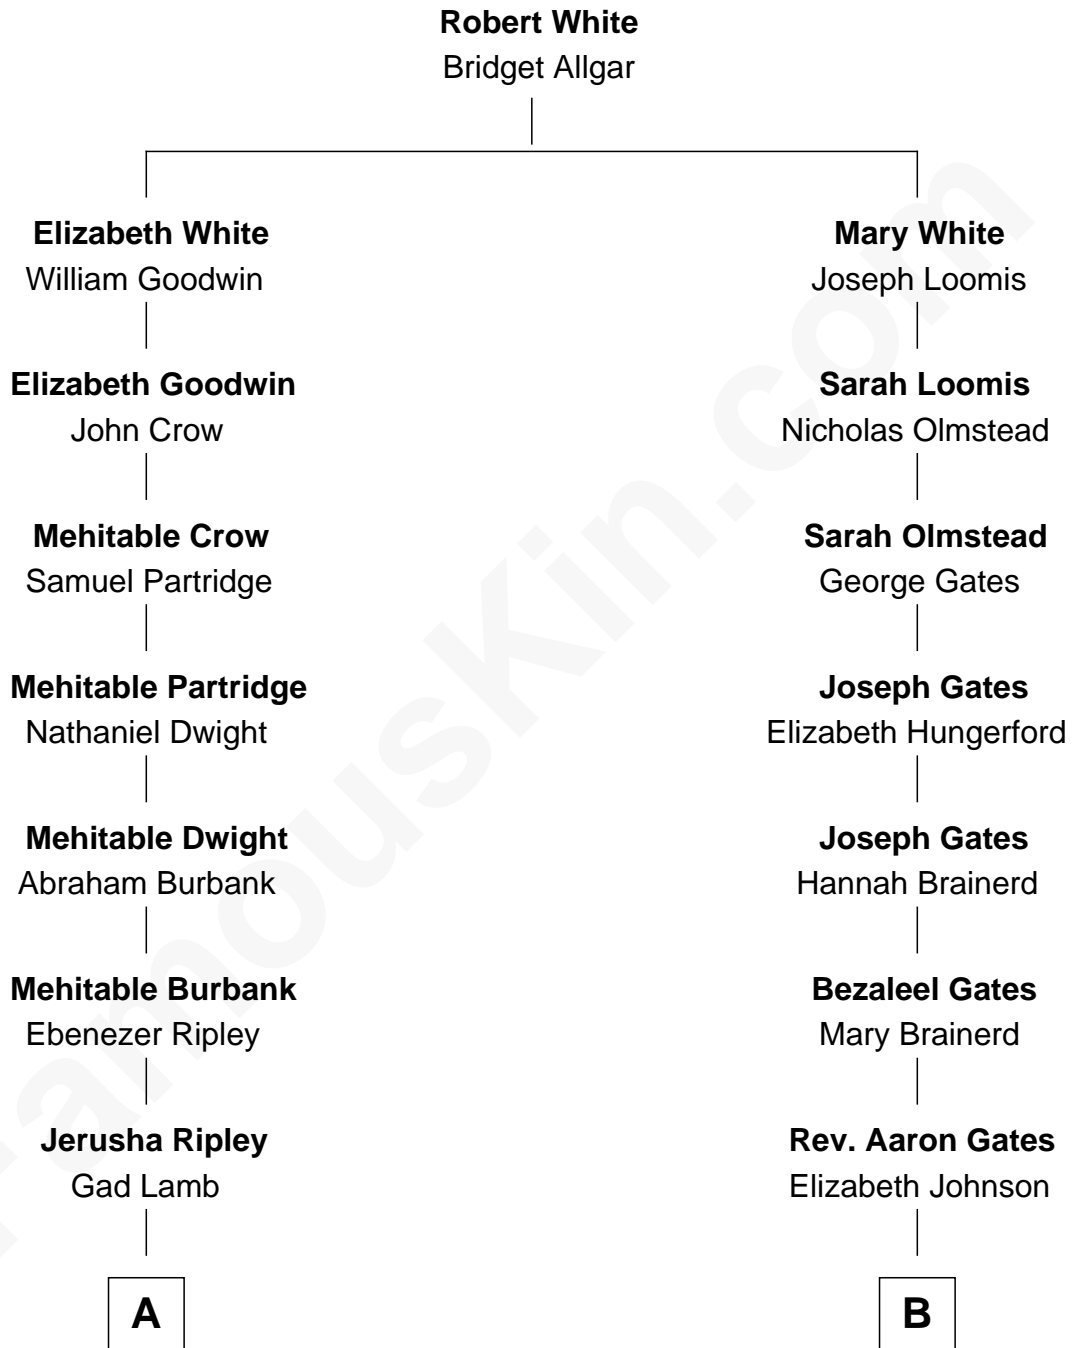 Robert White
Bridget Allgar
Elizabeth White
William Goodwin
Mary White
Joseph Loomis
Elizabeth Goodwin
John Crow
Sarah Loomis
Nicholas Olmstead
Mehitable Crow
Samuel Partridge
Sarah Olmstead
George Gates
Mehitable Partridge
Nathaniel Dwight
Joseph Gates
Elizabeth Hungerford
Mehitable Dwight
Abraham Burbank
Joseph Gates
Hannah Brainerd
Mehitable Burbank
Ebenezer Ripley
Bezaleel Gates
Mary Brainerd
Jerusha Ripley
Gad Lamb
Rev. Aaron Gates
Elizabeth Johnson
A
B
FamousKin.com